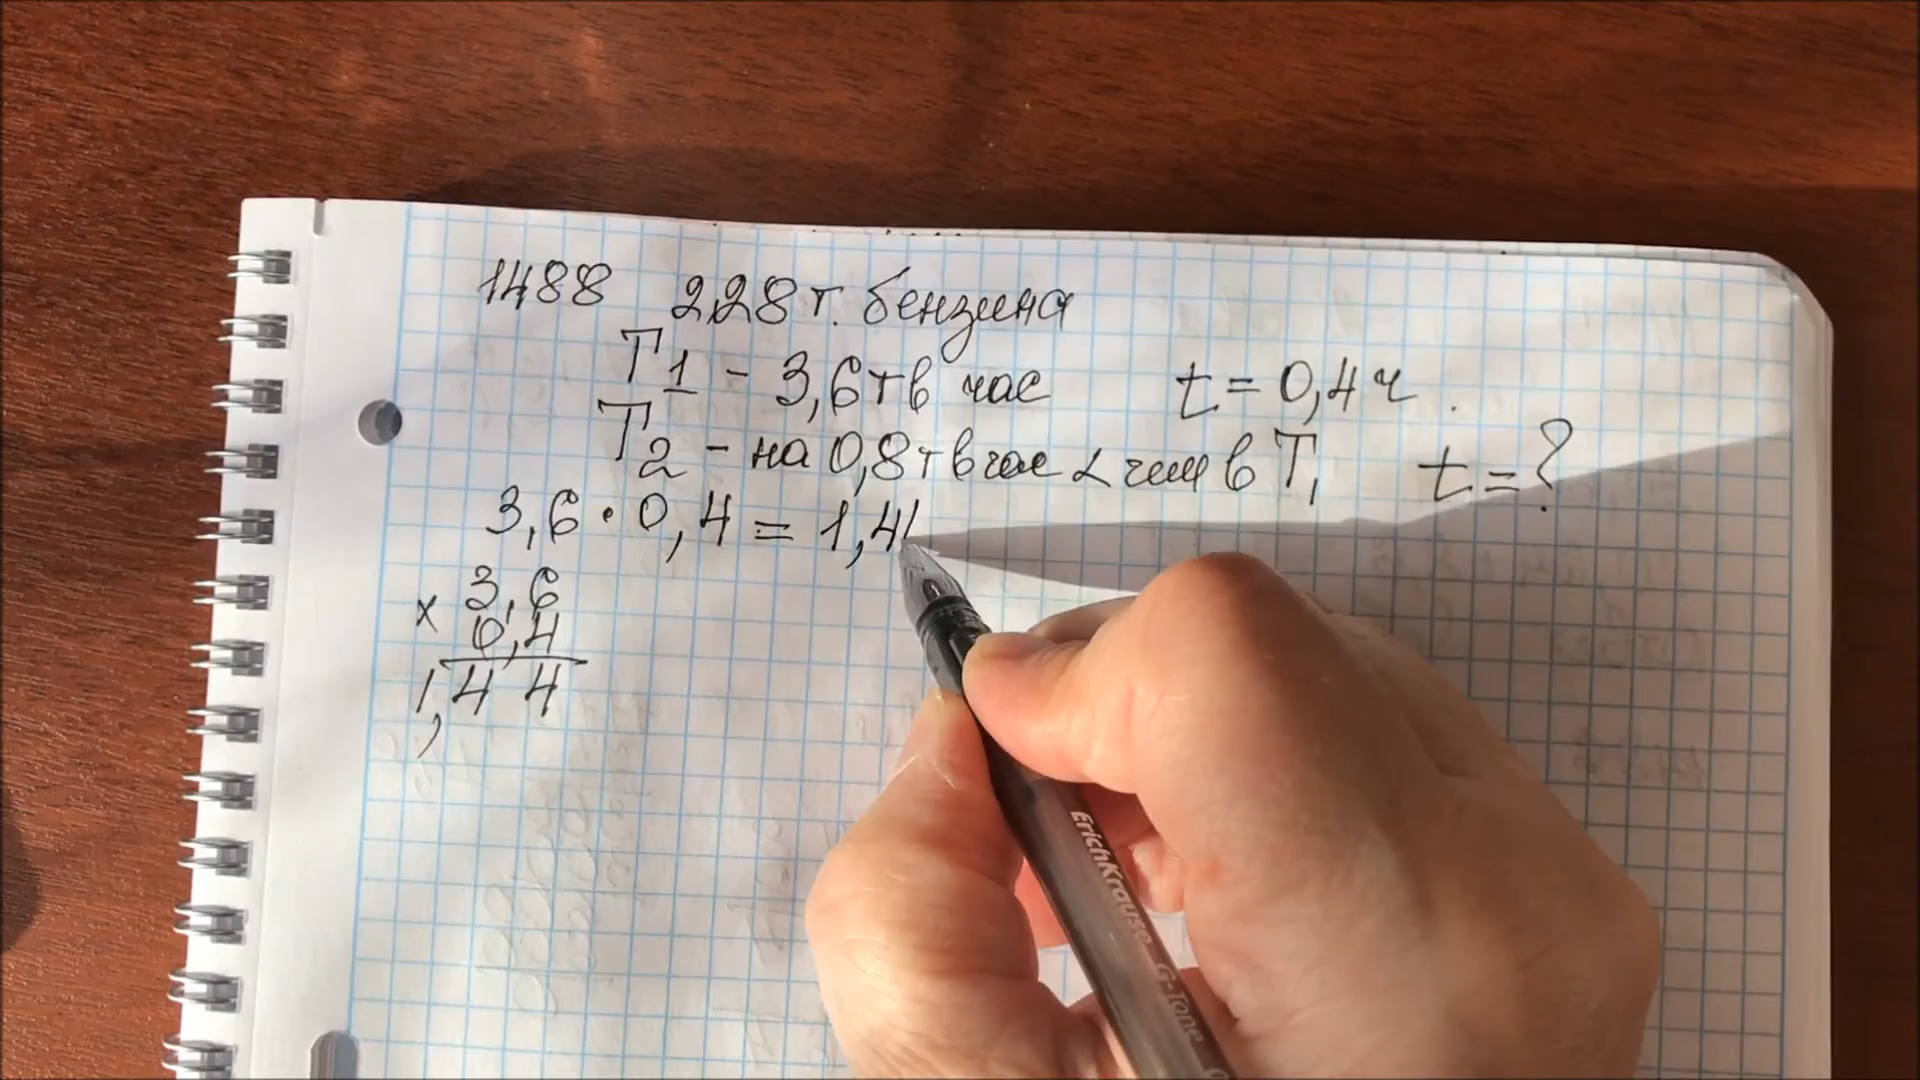 1488 2,28 т. бензина
Т1 - 3,6 т в час t = 0,4 ч.
Т2 - на 0,8 т в час < чем в Т1 t = ?
3,6 · 0,4 = 1,44
× 3,6
0,4
1,44
ErichKrause G-Tone